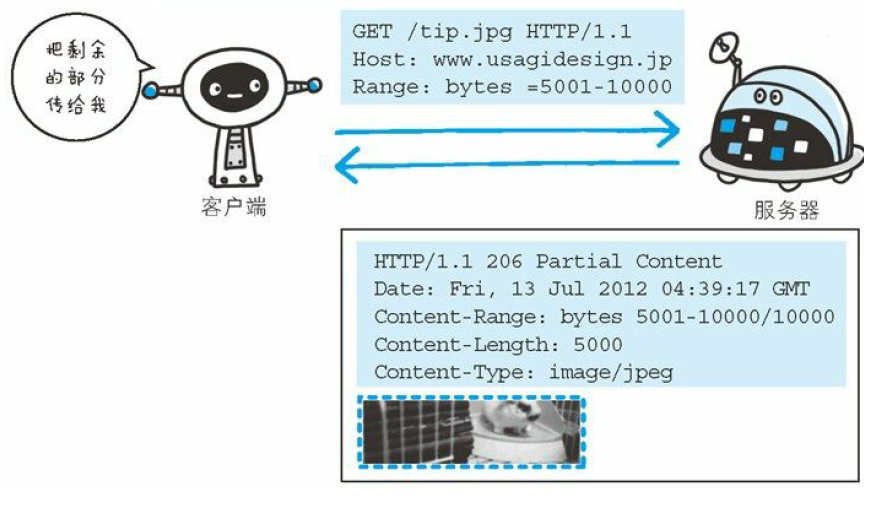 把剩余
的部分
传给我
GET /tip.jpg HTTP/1.1
Host: www.usagidesign.jp
Range: bytes =5001-10000
客户端
服务器
HTTP/1.1 206 Partial Content
Date: Fri, 13 Jul 2012 04:39:17 GMT
Content-Range: bytes 5001-10000/10000
Content-Length: 5000
Content-Type: image/jpeg